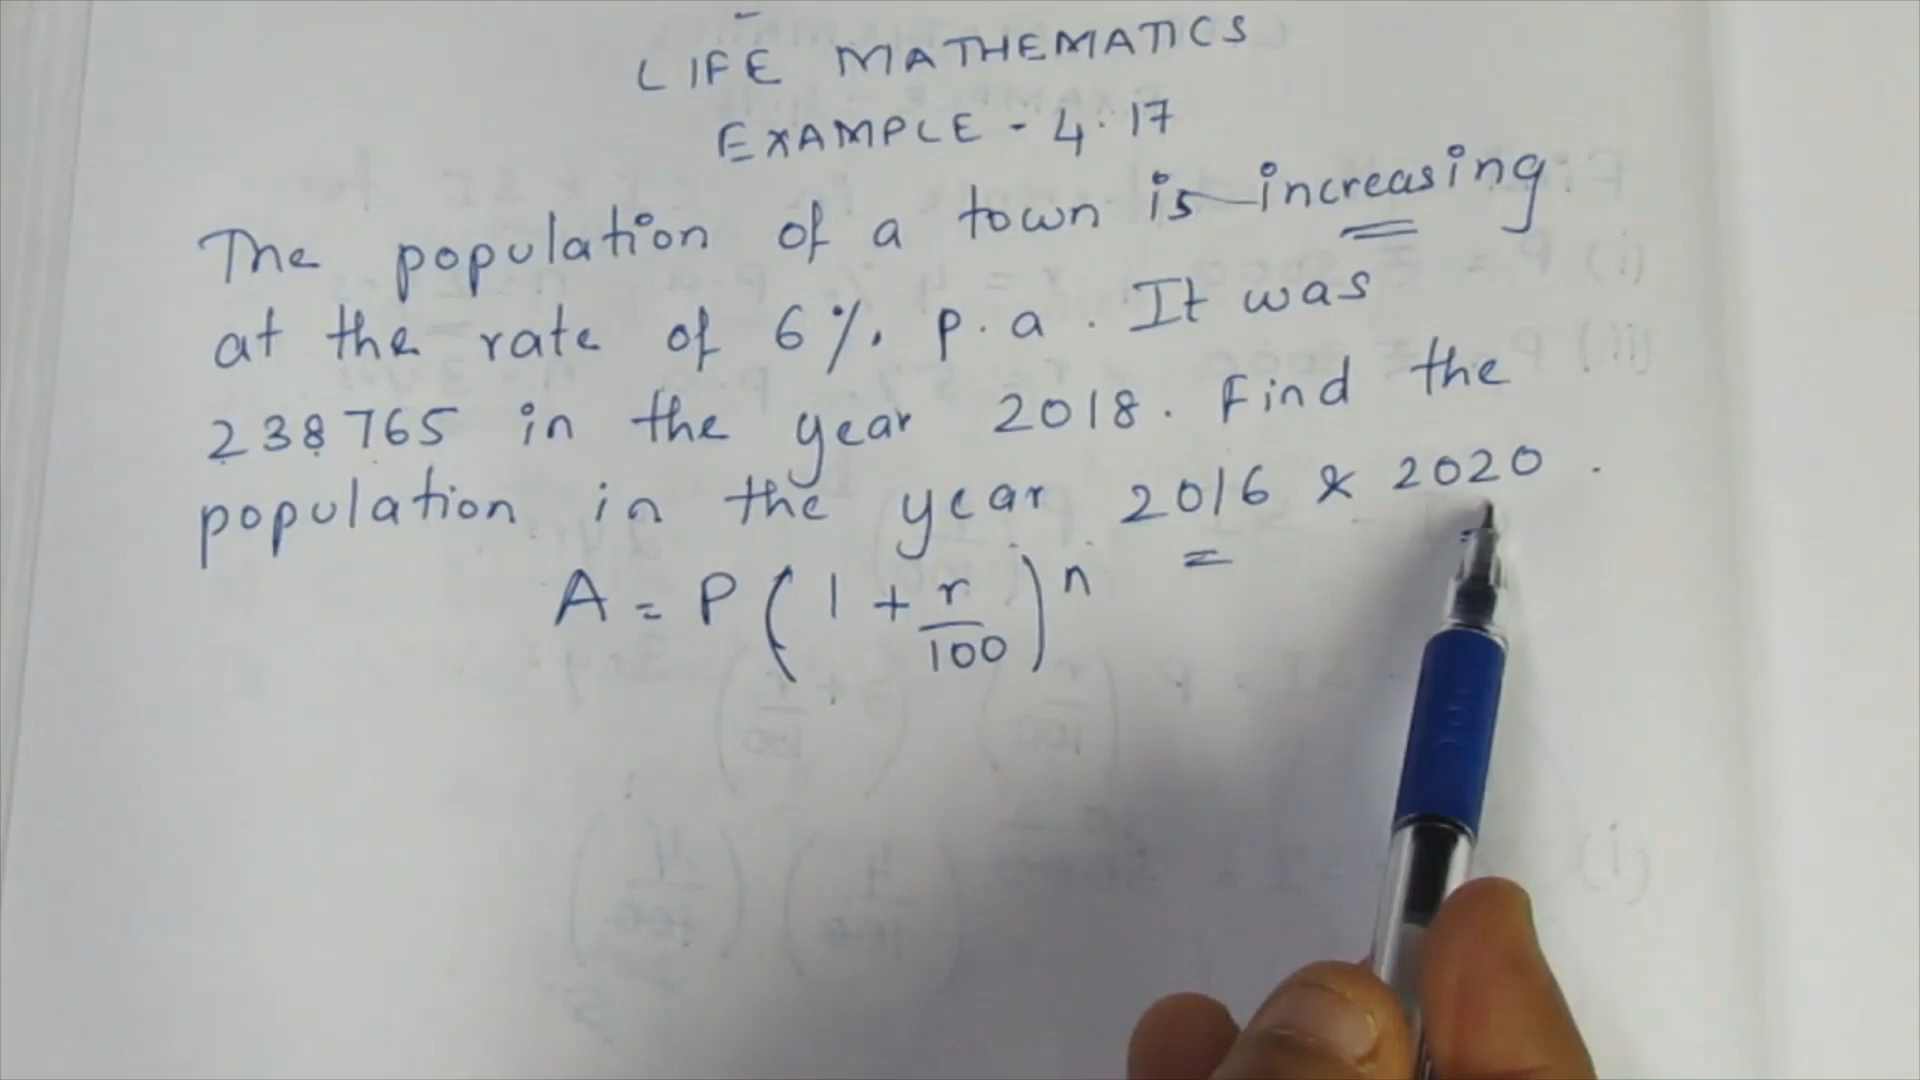 LIFE MATHEMATICS
EXAMPLE - 4.17
The population of a town is increasing
at the rate of 6%. p.a. It was
238765 in the year 2018. Find the
population in the year 2016 & 2020.
A = P(1 + r/100)^n